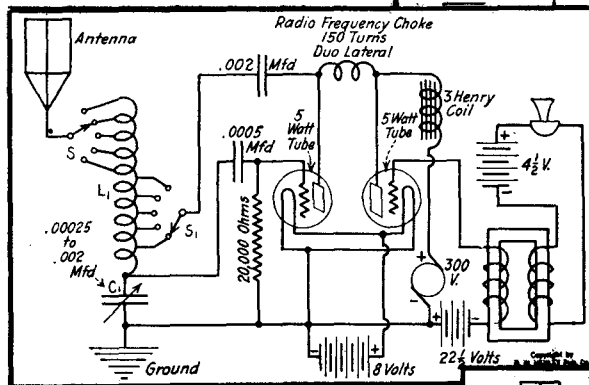 Antenna
Radio Frequency Choke
150 Turns
Duo Lateral
.002 Mfd
3 Henry
Coil
5
Watt
Tube
5 Watt
Tube
.0005
Mfd
4½ V.
S
L₁
S₁
.00025
to
.002
Mfd
C₁
20,000 Ohms
+
300
V.
-
+
-
+
-
- +
8 Volts
+ -
22½ Volts
Ground
Copyright by